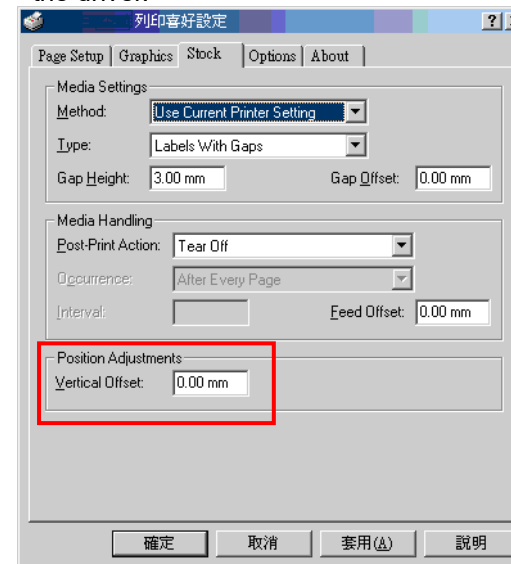 列印喜好設定
Page Setup Graphics Stock Options About
Media Settings
Method: Use Current Printer Setting
Type: Labels With Gaps
Gap Height: 3.00 mm Gap Offset: 0.00 mm
Media Handling
Post-Print Action: Tear Off
Occurrence: After Every Page
Interval: Feed Offset: 0.00 mm
Position Adjustments
Vertical Offset: 0.00 mm
確定 取消 套用(A) 說明